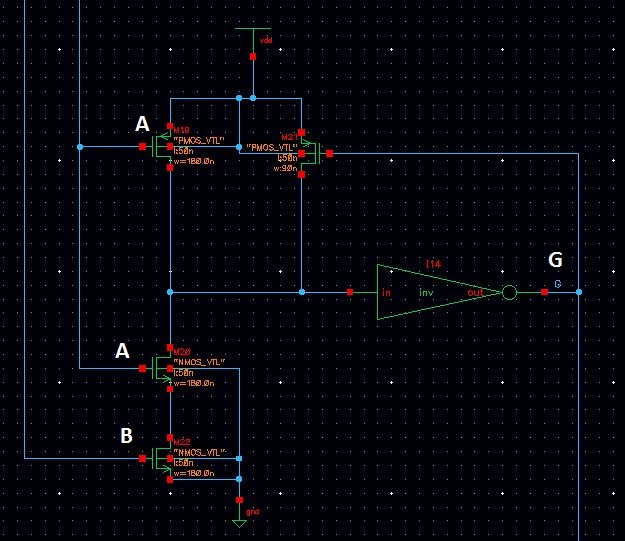 vdd
A
M19
"PMOS_VTL"
l:50n
w=180.0n
M21
"PMOS_VTL"
l:50n
w:90n
G
I14
in
inv
out
G
A
M20
"NMOS_VTL"
l:50n
w=180.0n
B
M22
"NMOS_VTL"
l:50n
w=180.0n
gnd